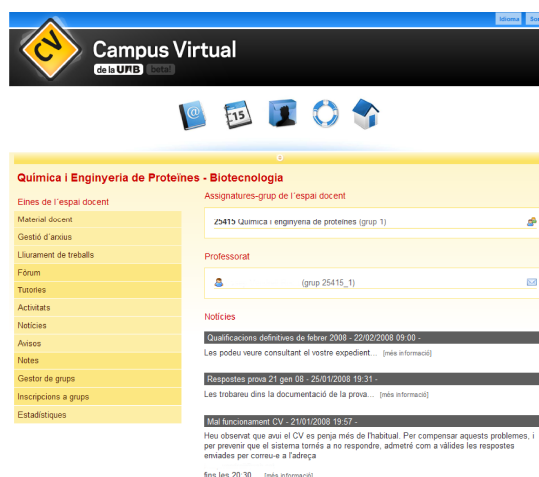 Idioma
CV
Campus Virtual
de la UAB beta!
@
15
Química i Enginyeria de Proteïnes - Biotecnologia
Eines de l'espai docent
Material docent
Gestió d'arxius
Lliurament de treballs
Fòrum
Tutories
Activitats
Notícies
Avisos
Notes
Gestor de grups
Inscripcions a grups
Estadístiques
Assignatures-grup de l'espai docent
25415 Química i enginyeria de proteïnes (grup 1)
Professorat
(grup 25415_1)
Notícies
Qualificacions definitives de febrer 2008 - 22/02/2008 09:00 -
Les podeu veure consultant el vostre expedient... [més informació]
Respostes prova 21 gen 08 - 25/01/2008 19:31 -
Les trobareu dins la documentació de la prova... [més informació]
Mal funcionament CV - 21/01/2008 19:57 -
Heu observat que avui el CV es penja més de l'habitual. Per compensar aquests problemes, i
per prevenir que el sistema tornés a no respondre, admetré com a vàlides les respostes
enviades per correu-e a l'adreça
fins les 20:30... [més informació]